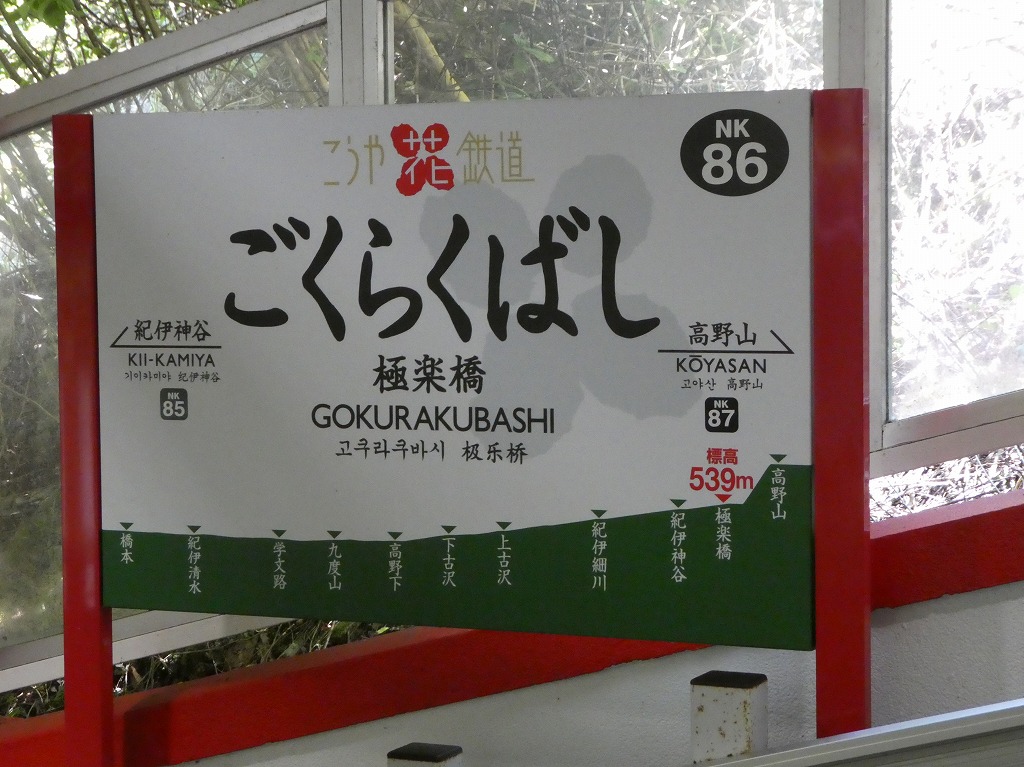 こうや花鉄道
NK
86
ごくらくばし
極楽橋
GOKURAKUBASHI
고쿠라쿠바시 极乐桥
紀伊神谷
KII-KAMIYA
기이카미야 紀伊神谷
NK
85
高野山
KŌYASAN
고야산 高野山
NK
87
標高
539m
橋本
紀伊清水
学文路
九度山
高野下
下古沢
上古沢
紀伊細川
紀伊神谷
極楽橋
高野山